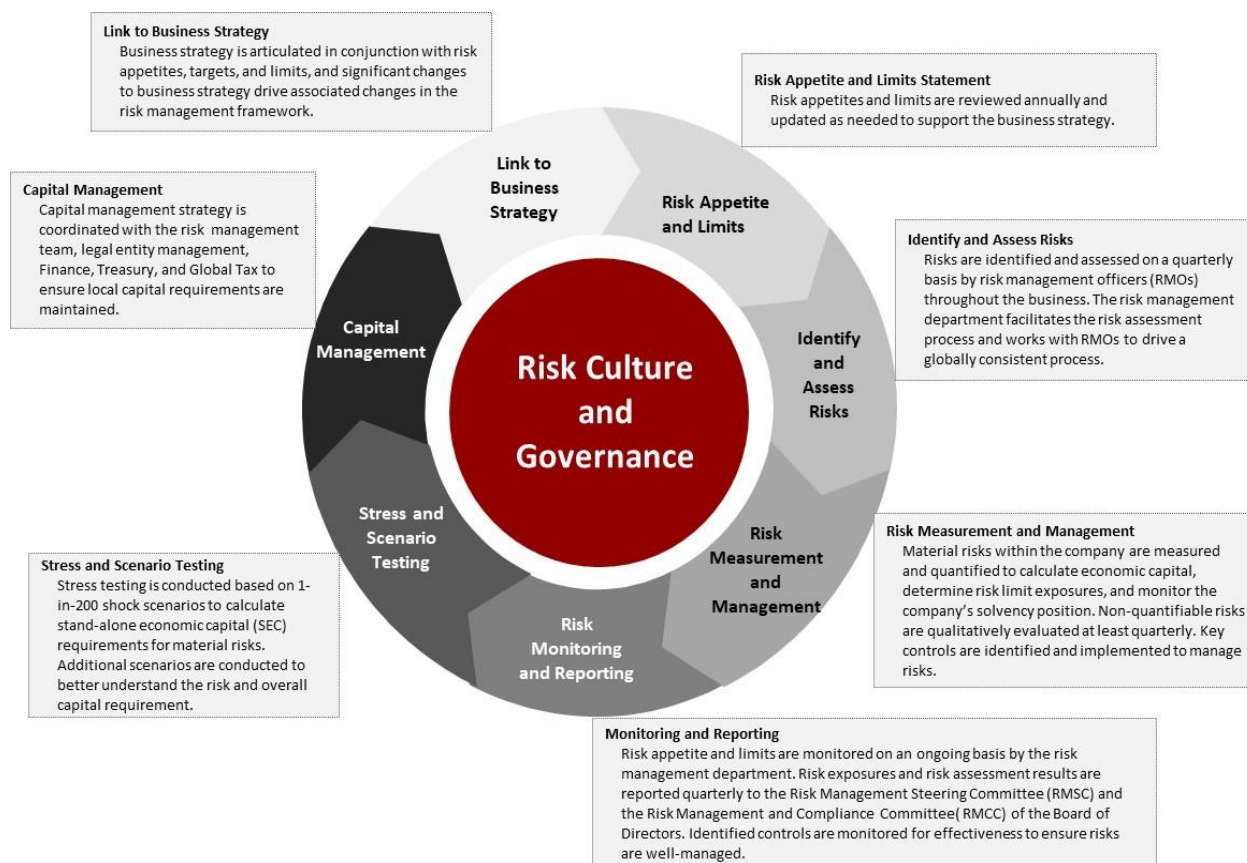 Link to Business Strategy
Business strategy is articulated in conjunction with risk
appetites, targets, and limits, and significant changes
to business strategy drive associated changes in the
risk management framework.
Risk Appetite and Limits Statement
Risk appetites and limits are reviewed annually and
updated as needed to support the business strategy.
Capital Management
Capital management strategy is
coordinated with the risk management
team, legal entity management,
Finance, Treasury, and Global Tax to
ensure local capital requirements are
maintained.
Link to
Business
Strategy
Risk Appetite
and Limits
Identify and Assess Risks
Risks are identified and assessed on a quarterly
basis by risk management officers (RMOs)
throughout the business. The risk management
department facilitates the risk assessment
process and works with RMOs to drive a
globally consistent process.
Capital
Management
Risk Culture
and
Governance
Identify
and
Assess
Risks
Stress and
Scenario
Testing
Risk
Measurement
and
Management
Risk
Monitoring
and Reporting
Risk Measurement and Management
Material risks within the company are measured
and quantified to calculate economic capital,
determine risk limit exposures, and monitor the
company's solvency position. Non-quantifiable risks
are qualitatively evaluated at least quarterly. Key
controls are identified and implemented to manage
risks.
Stress and Scenario Testing
Stress testing is conducted based on 1-
in-200 shock scenarios to calculate
stand-alone economic capital (SEC)
requirements for material risks.
Additional scenarios are conducted to
better understand the risk and overall
capital requirement.
Monitoring and Reporting
Risk appetite and limits are monitored on an ongoing basis by the risk
management department. Risk exposures and risk assessment results are
reported quarterly to the Risk Management Steering Committee (RMSC) and
the Risk Management and Compliance Committee( RMCC) of the Board of
Directors. Identified controls are monitored for effectiveness to ensure risks
are well-managed.